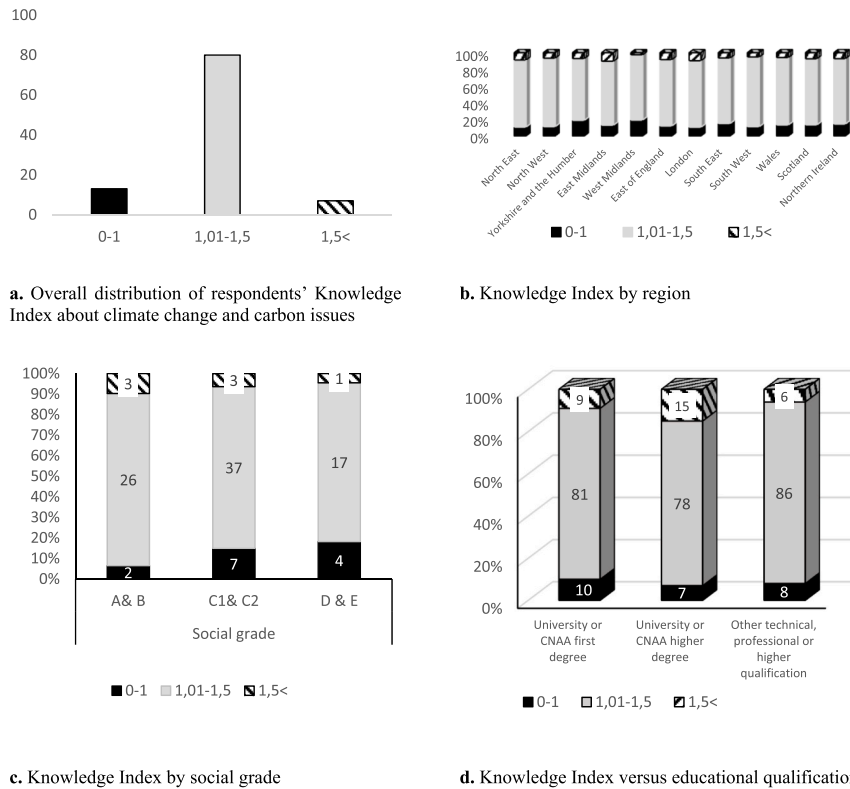 100
80
60
40
20
0
0-1
1,01-1,5
1,5<
a. Overall distribution of respondents' Knowledge
Index about climate change and carbon issues
100%
80%
60%
40%
20%
0%
North East
North West
Yorkshire and the Humber
East Midlands
West Midlands
East of England
London
South East
South West
Wales
Scotland
Northern Ireland
0-1
1,01-1,5
1,5<
b. Knowledge Index by region
100%
90%
80%
70%
60%
50%
40%
30%
20%
10%
0%
3
3
1
26
37
17
2
7
4
A& B
C1& C2
D & E
Social grade
0-1
1,01-1,5
1,5<
c. Knowledge Index by social grade
100%
80%
60%
40%
20%
0%
9
15
6
81
78
86
10
7
8
University or
CNAA first
degree
University or
CNAA higher
degree
Other technical,
professional or
higher
qualification
0-1
1,01-1,5
1,5<
d. Knowledge Index versus educational qualificatio